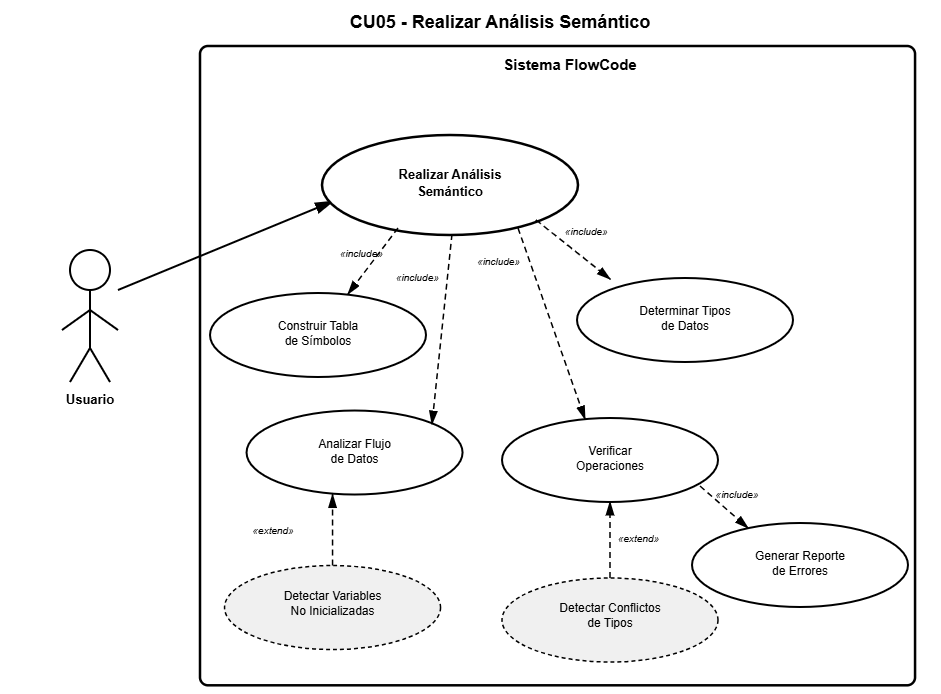 CU05 - Realizar Análisis Semántico
Sistema FlowCode
Realizar Análisis
Semántico
«include»
«include»
«include»
«include»
Construir Tabla
de Símbolos
Determinar Tipos
de Datos
Usuario
Analizar Flujo
de Datos
Verificar
Operaciones
«include»
«extend»
«extend»
Generar Reporte
de Errores
Detectar Variables
No Inicializadas
Detectar Conflictos
de Tipos